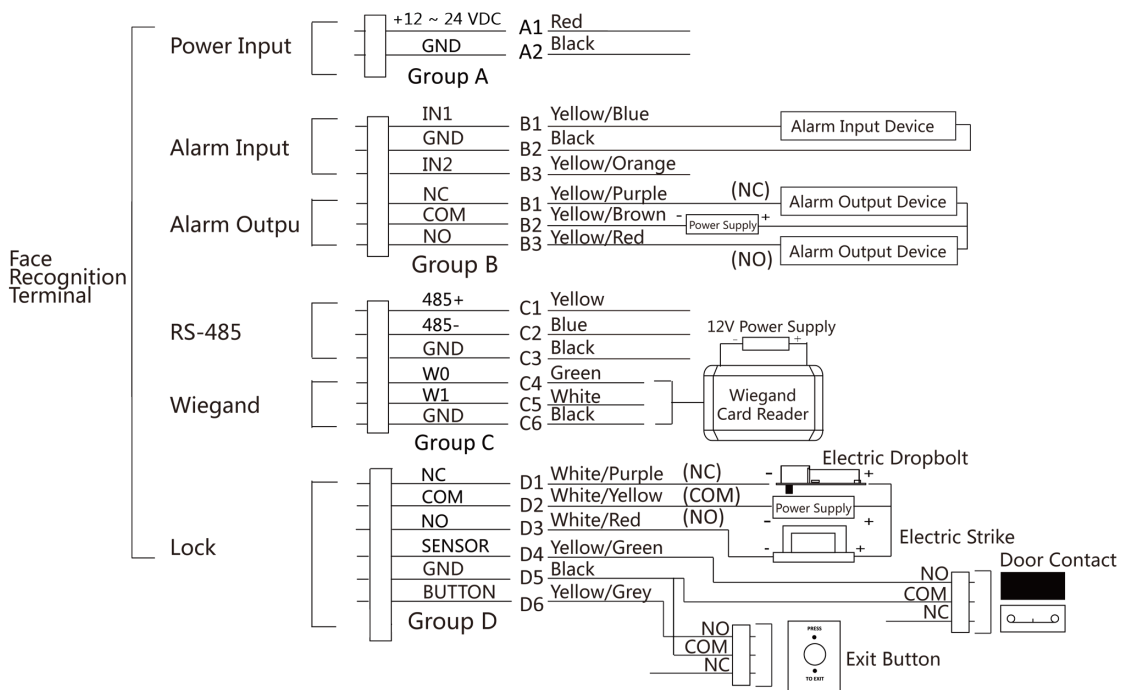 Face
Recognition
Terminal
Power Input
+12 ~ 24 VDC A1 Red
GND A2 Black
Group A
Alarm Input
IN1 B1 Yellow/Blue Alarm Input Device
GND B2 Black
IN2 B3 Yellow/Orange
Alarm Outpu
NC B1 Yellow/Purple (NC) Alarm Output Device
COM B2 Yellow/Brown - Power Supply +
NO B3 Yellow/Red (NO) Alarm Output Device
Group B
RS-485
485+ C1 Yellow
485- C2 Blue
GND C3 Black
Wiegand
W0 C4 Green
W1 C5 White
GND C6 Black
Group C
12V Power Supply
- +
Wiegand
Card Reader
Lock
NC D1 White/Purple (NC)
COM D2 White/Yellow (COM)
NO D3 White/Red (NO)
SENSOR D4 Yellow/Green
GND D5 Black
BUTTON D6 Yellow/Grey
Group D
Electric Dropbolt
- +
Power Supply
- +
Electric Strike
- +
Door Contact
NO
COM
NC
NO
COM
NC
PRESS
TO EXIT
Exit Button